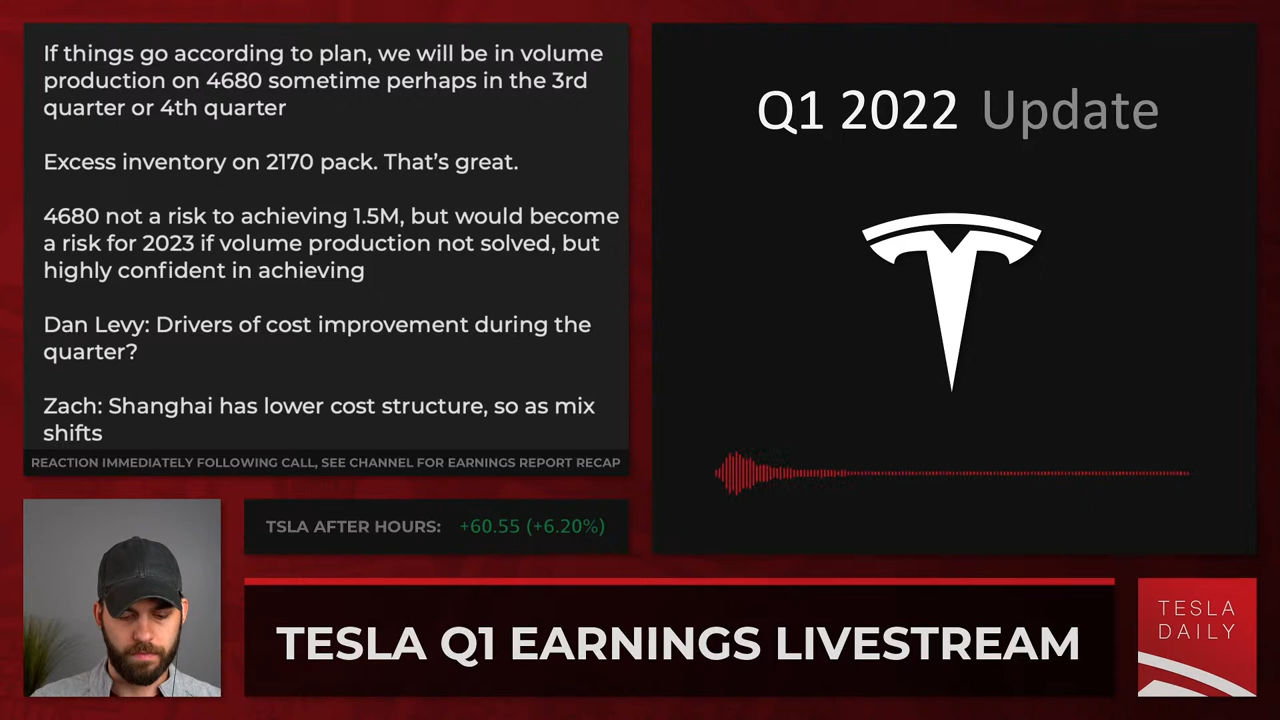 If things go according to plan, we will be in volume
production on 4680 sometime perhaps in the 3rd
quarter or 4th quarter
Excess inventory on 2170 pack. That's great.
4680 not a risk to achieving 1.5M, but would become
a risk for 2023 if volume production not solved, but
highly confident in achieving
Dan Levy: Drivers of cost improvement during the
quarter?
Zach: Shanghai has lower cost structure, so as mix
shifts
REACTION IMMEDIATELY FOLLOWING CALL, SEE CHANNEL FOR EARNINGS REPORT RECAP
Q1 2022 Update
TSLA AFTER HOURS: +60.55 (+6.20%)
TESLA Q1 EARNINGS LIVESTREAM
TESLA
DAILY